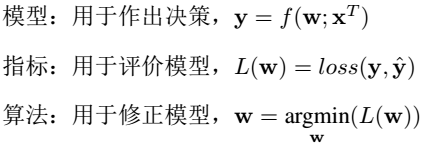 模型：用于作出决策，y = f(w; x^T)
指标：用于评价模型，L(w) = loss(y, ŷ)
算法：用于修正模型，w = argmin(L(w))
w